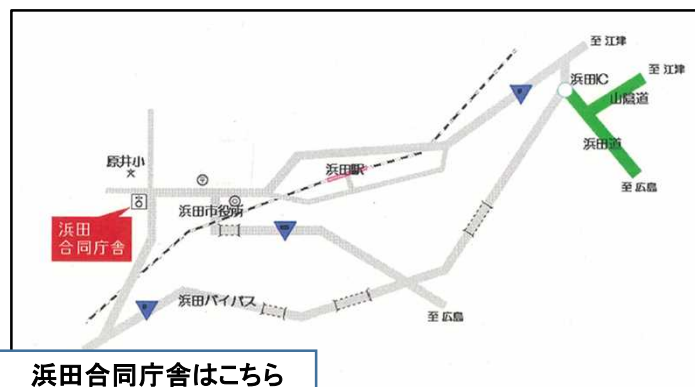 至 江津
浜田IC
至 江津
山陰道
浜田道
至 広島
原井小
文
浜田駅
浜田市役所
浜田
合同庁舎
9
浜田バイパス
至 広島
浜田合同庁舎はこちら